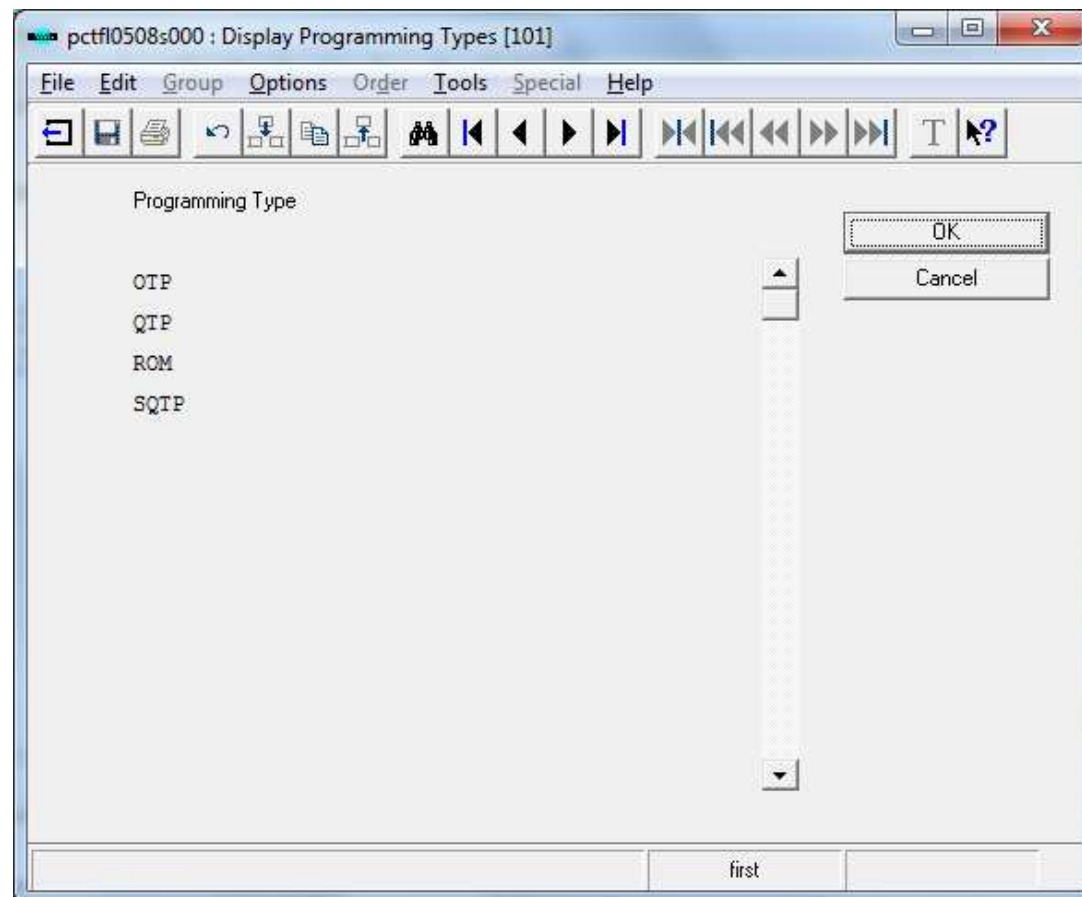 pctfl0508s000 : Display Programming Types [101]
File Edit Group Options Order Tools Special Help
T ?
Programming Type
OK
Cancel
OTP
QTP
ROM
SQTP
first